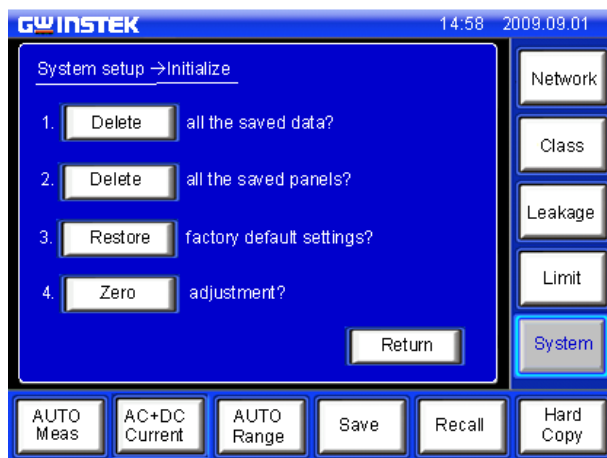 GWINSTEK 14:58 2009.09.01
System setup →Initialize
1. Delete all the saved data?
2. Delete all the saved panels?
3. Restore factory default settings?
4. Zero adjustment?
Return
Network
Class
Leakage
Limit
System
AUTO Meas
AC+DC Current
AUTO Range
Save
Recall
Hard Copy